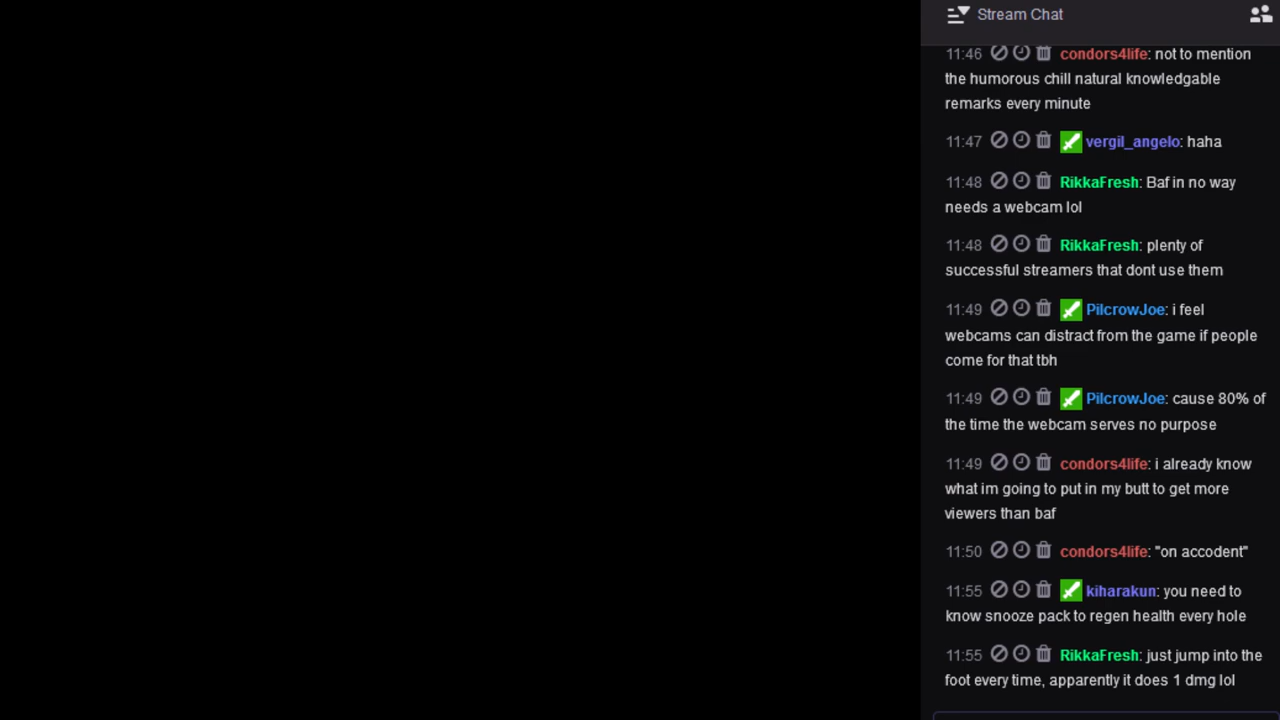 Stream Chat
11:46 condors4life: not to mention
the humorous chill natural knowledgable
remarks every minute
11:47 vergil_angelo: haha
11:48 RikkaFresh: Baf in no way
needs a webcam lol
11:48 RikkaFresh: plenty of
successful streamers that dont use them
11:49 PilcrowJoe: i feel
webcams can distract from the game if people
come for that tbh
11:49 PilcrowJoe: cause 80% of
the time the webcam serves no purpose
11:49 condors4life: i already know
what im going to put in my butt to get more
viewers than baf
11:50 condors4life: "on accodent"
11:55 kiharakun: you need to
know snooze pack to regen health every hole
11:55 RikkaFresh: just jump into the
foot every time, apparently it does 1 dmg lol